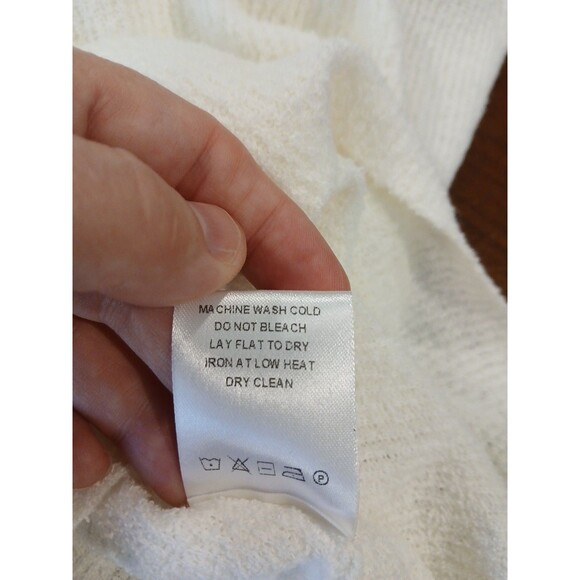 MACHINE WASH COLD
DO NOT BLEACH
LAY FLAT TO DRY
IRON AT LOW HEAT
DRY CLEAN
P